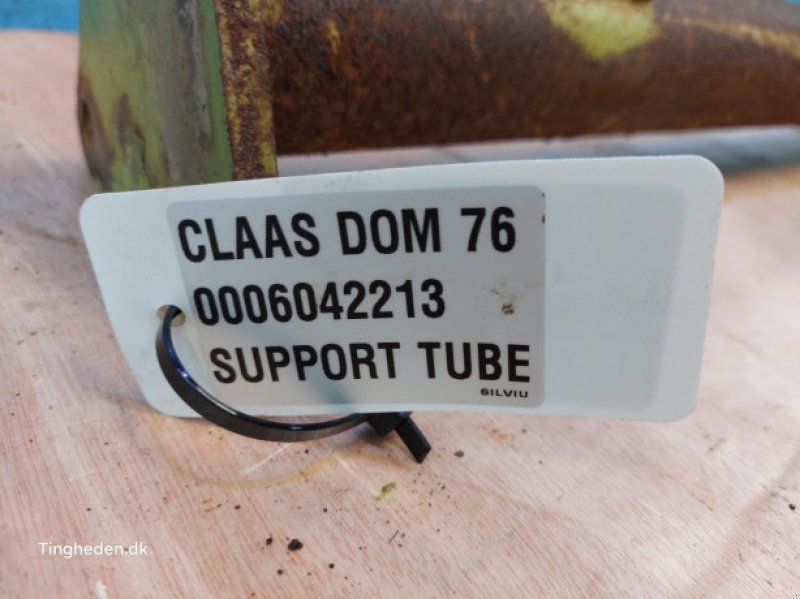 CLAAS DOM 76
0006042213
SUPPORT TUBE
SILVIU
Tingheden.dk